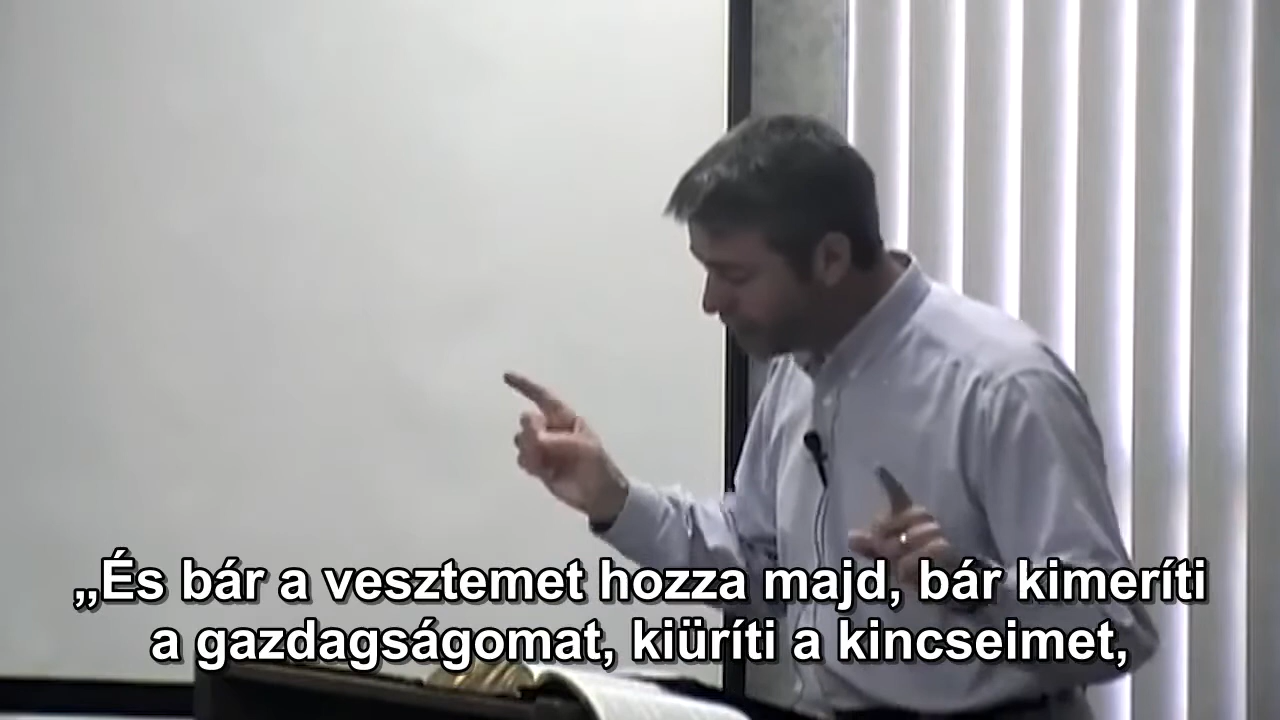 „És bár a vesztemet hozza majd, bár kimeríti
a gazdagságomat, kiüríti a kincseimet,